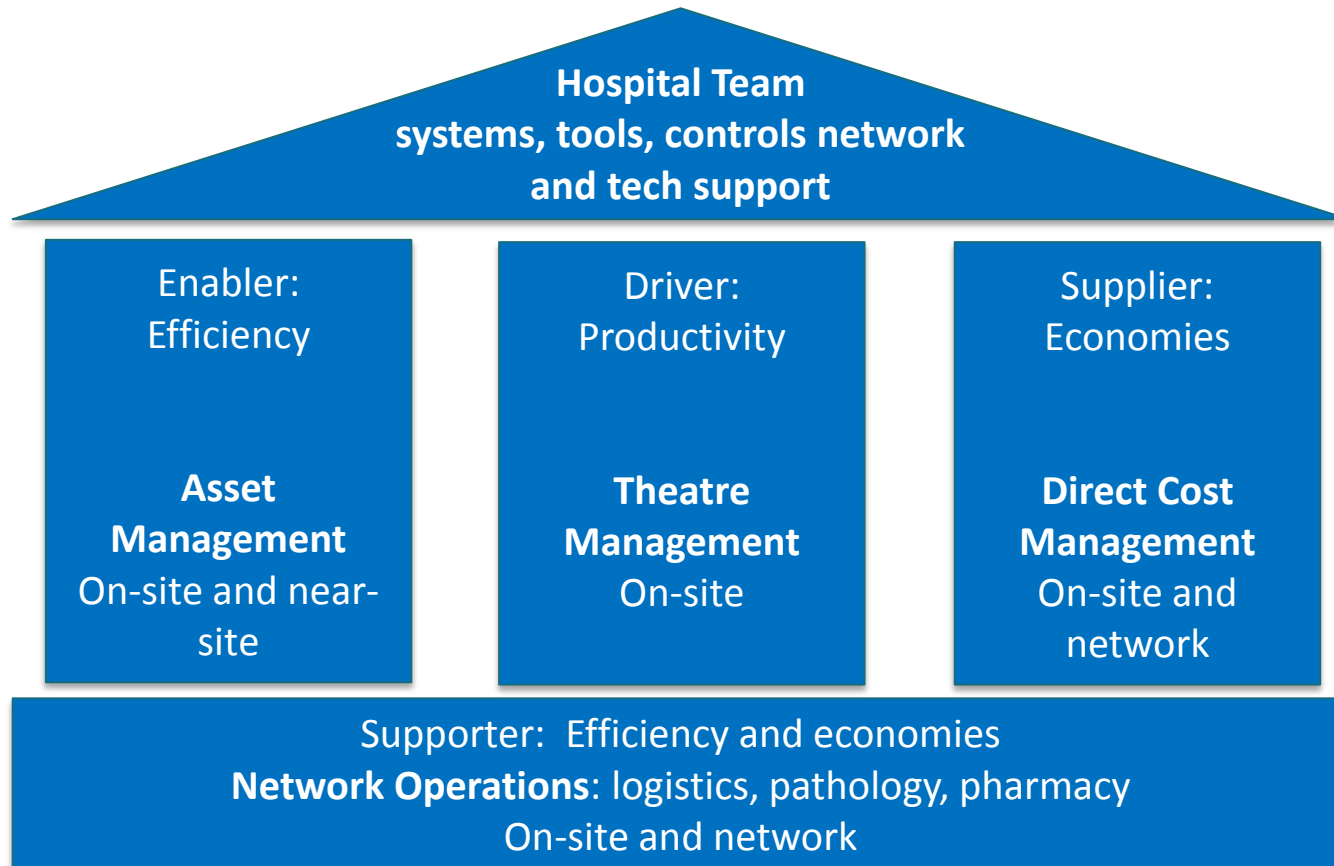 Hospital Team
systems, tools, controls network
and tech support
Enabler:
Efficiency
Asset
Management
On-site and near-
site
Driver:
Productivity
Theatre
Management
On-site
Supplier:
Economies
Direct Cost
Management
On-site and
network
Supporter:  Efficiency and economies
Network Operations: logistics, pathology, pharmacy
On-site and network